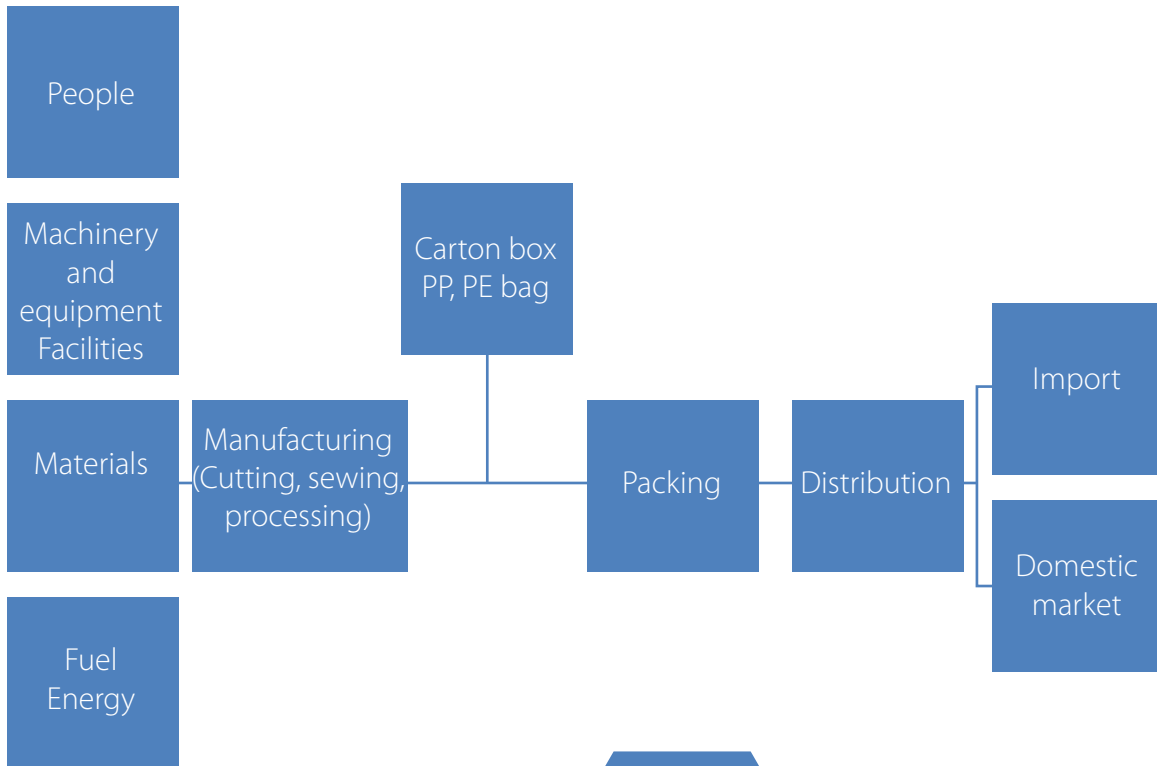 People
Machinery
and
equipment
Facilities
Materials
Fuel
Energy
Manufacturing
(Cutting, sewing,
processing)
Carton box
PP, PE bag
Packing
Distribution
Import
Domestic
market